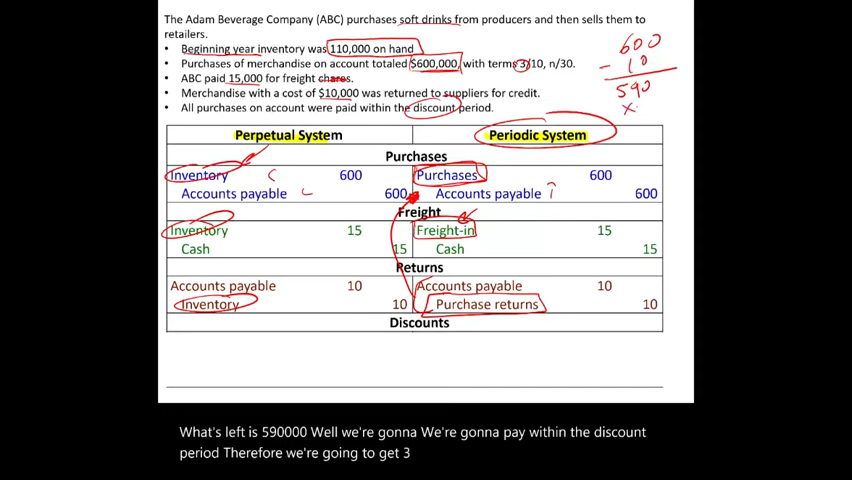 The Adam Beverage Company (ABC) purchases soft drinks from producers and then sells them to
retailers.
• Beginning year inventory was 110,000 on hand
• Purchases of merchandise on account totaled $600,000, with terms 3/10, n/30.
• ABC paid 15,000 for freight chares.
• Merchandise with a cost of $10,000 was returned to suppliers for credit.
• All purchases on account were paid within the discount period.
600
- 10
590
x
Perpetual System Periodic System
Purchases
Inventory 600 Purchases 600
Accounts payable 600 Accounts payable 600
Freight
Inventory 15 Freight-in 15
Cash 15 Cash 15
Returns
Accounts payable 10 Accounts payable 10
Inventory 10 Purchase returns 10
Discounts
What's left is 590000 Well we're gonna We're gonna pay within the discount
period Therefore we're going to get 3